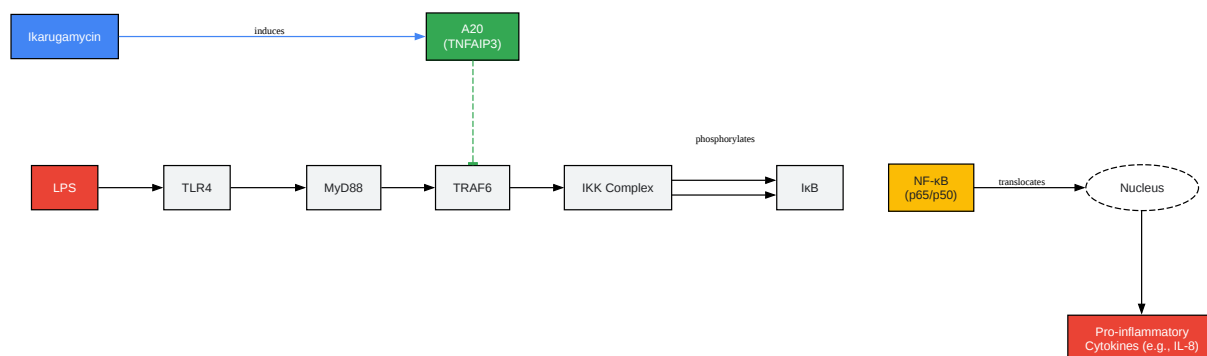 Ikarugamycin
induces
A20
(TNFAIP3)
phosphorylates
LPS
TLR4
MyD88
TRAF6
IKK Complex
IκB
NF-κB
(p65/p50)
translocates
Nucleus
Pro-inflammatory
Cytokines (e.g., IL-8)